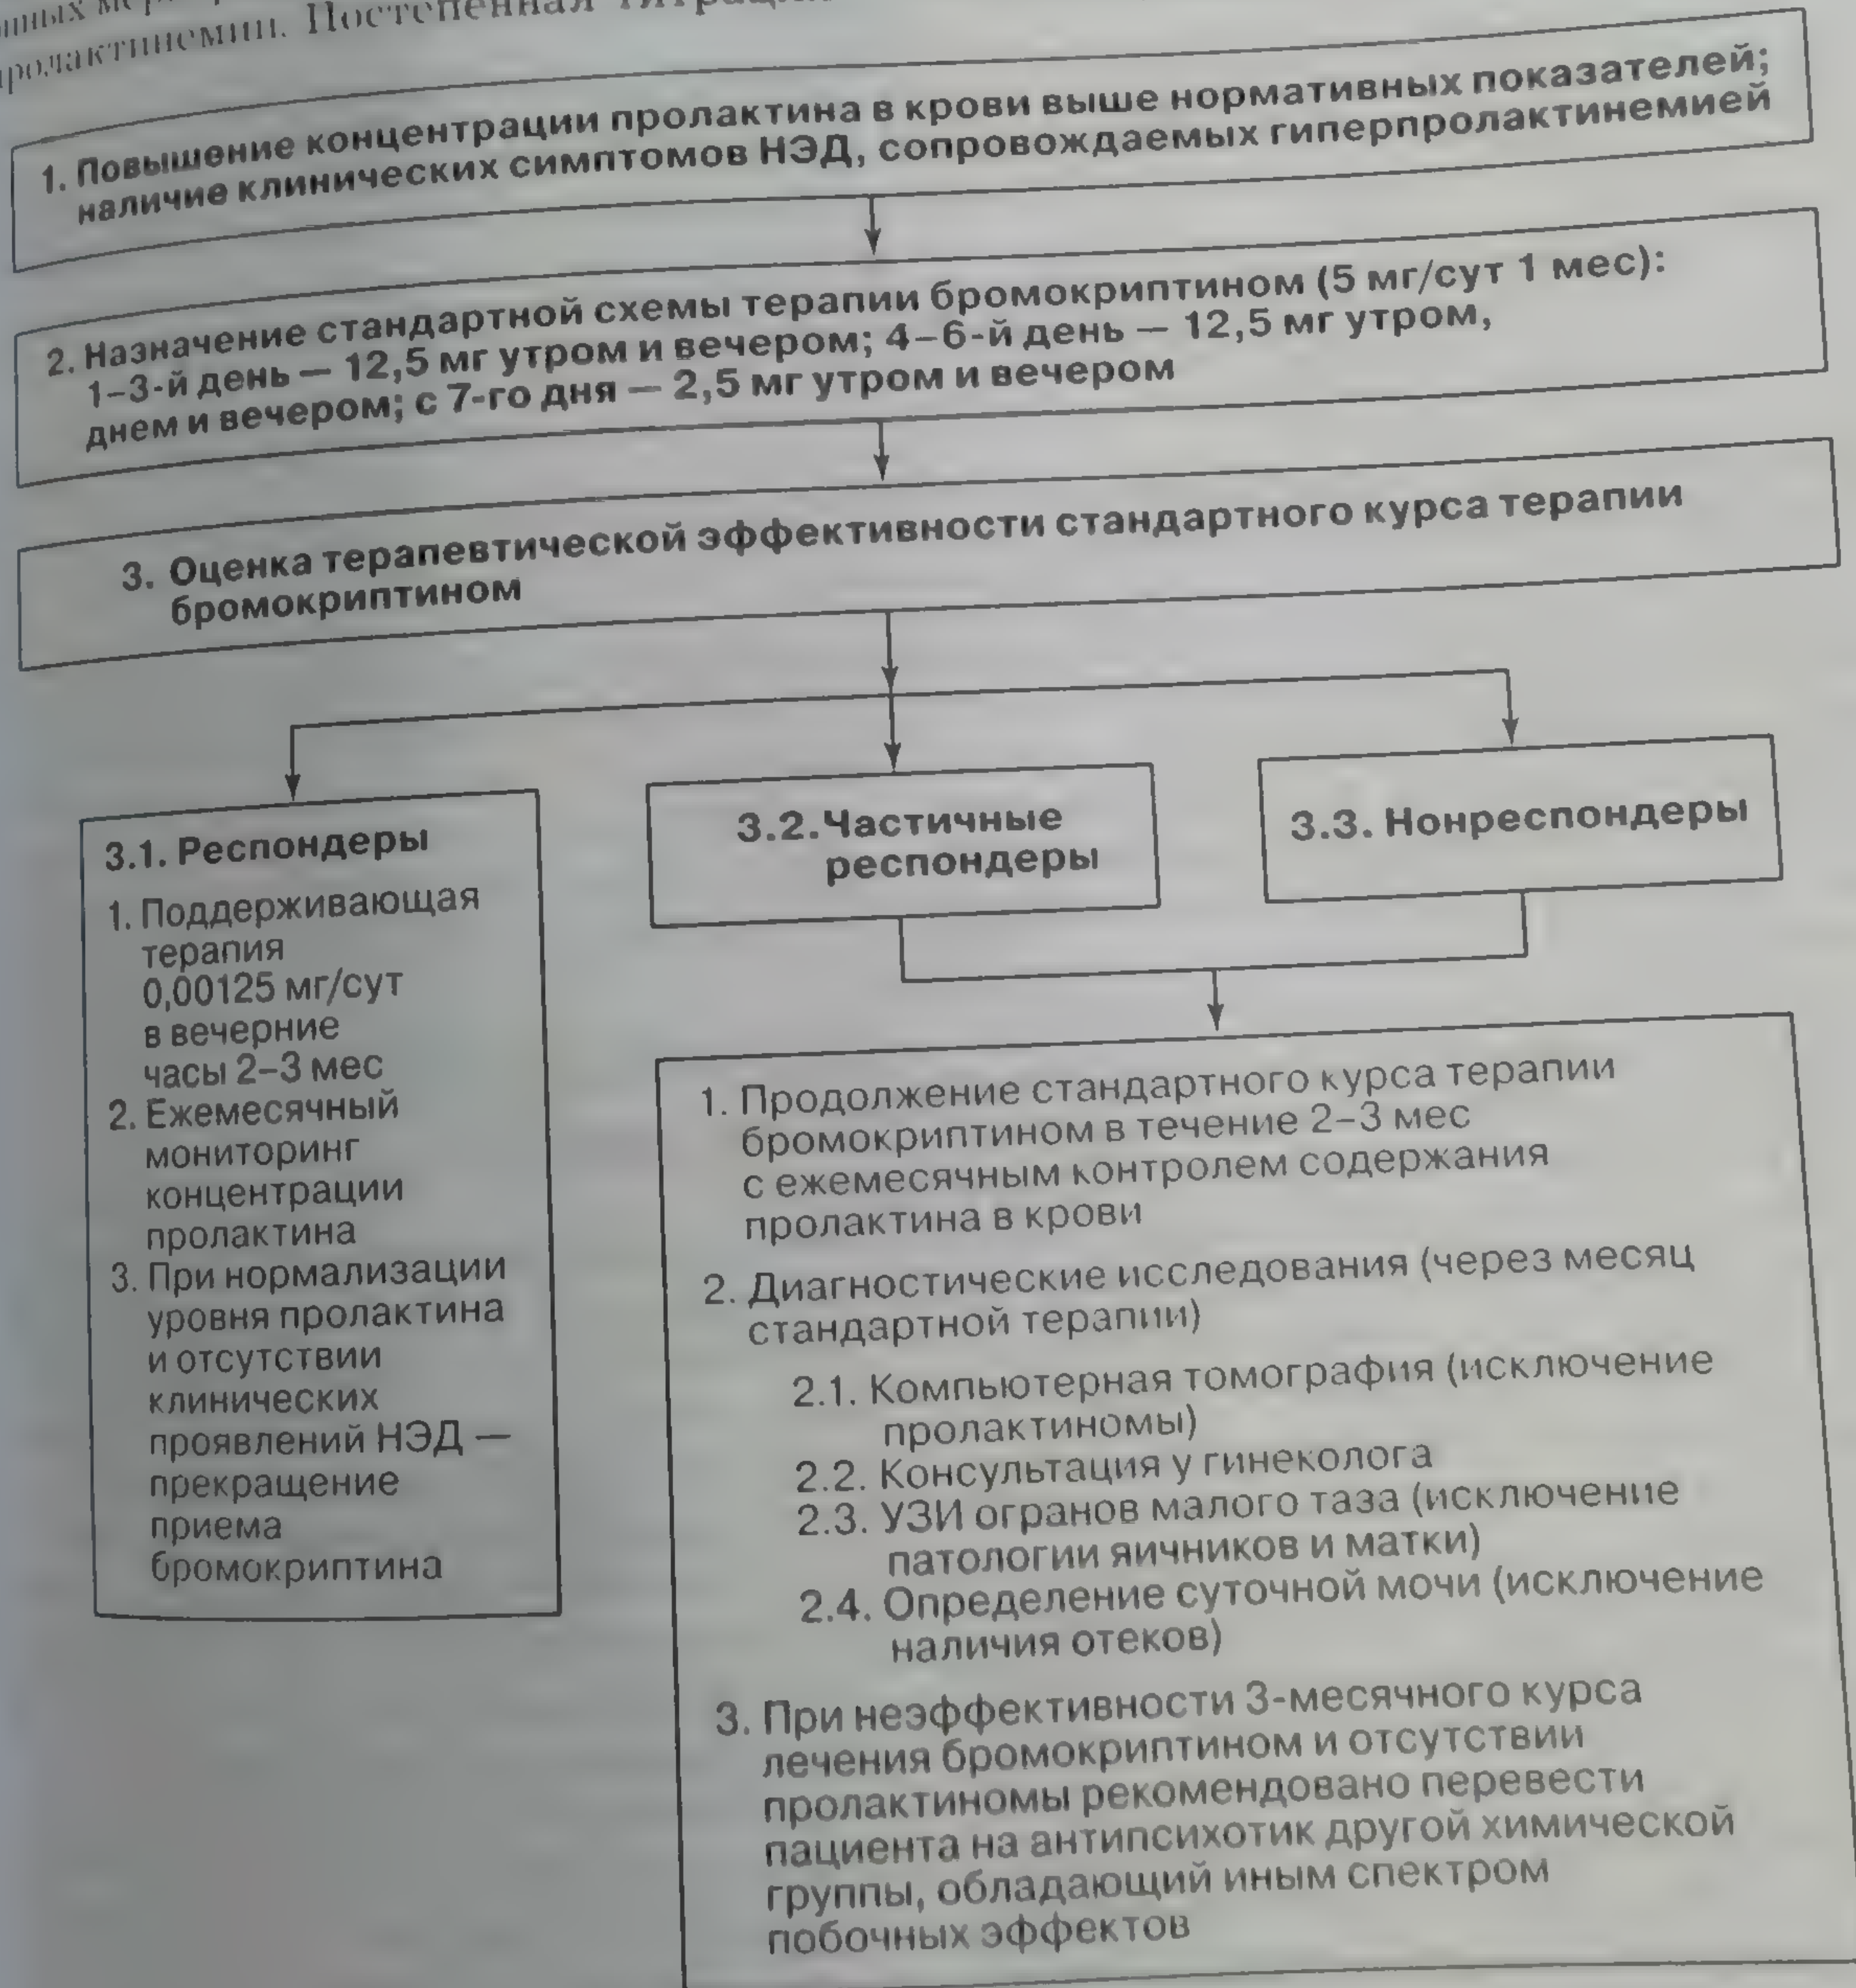 пролактинемии. Постепенная
1. Повышение концентрации пролактина в крови выше нормативных показателей;
наличие клинических симптомов НЭД, сопровождаемых гиперпролактинемией
2. Назначение стандартной схемы терапии бромокриптином (5 мг/сут 1 мес):
1–3-й день — 12,5 мг утром и вечером; 4–6-й день — 12,5 мг утром,
днем и вечером; с 7-го дня — 2,5 мг утром и вечером
3. Оценка терапевтической эффективности стандартного курса терапии
бромокриптином
3.1. Респондеры
1. Поддерживающая
терапия
0,00125 мг/сут
в вечерние
часы 2–3 мес
2. Ежемесячный
мониторинг
концентрации
пролактина
3. При нормализации
уровня пролактина
и отсутствии
клинических
проявлений НЭД —
прекращение
приема
бромокриптина
3.2. Частичные
респондеры
3.3. Нонреспондеры
1. Продолжение стандартного курса терапии
бромокриптином в течение 2–3 мес
с ежемесячным контролем содержания
пролактина в крови
2. Диагностические исследования (через месяц
стандартной терапии)
2.1. Компьютерная томография (исключение
пролактиномы)
2.2. Консультация у гинеколога
2.3. УЗИ огранов малого таза (исключение
патологии яичников и матки)
2.4. Определение суточной мочи (исключение
наличия отеков)
3. При неэффективности 3-месячного курса
лечения бромокриптином и отсутствии
пролактиномы рекомендовано перевести
пациента на антипсихотик другой химической
группы, обладающий иным спектром
побочных эффектов